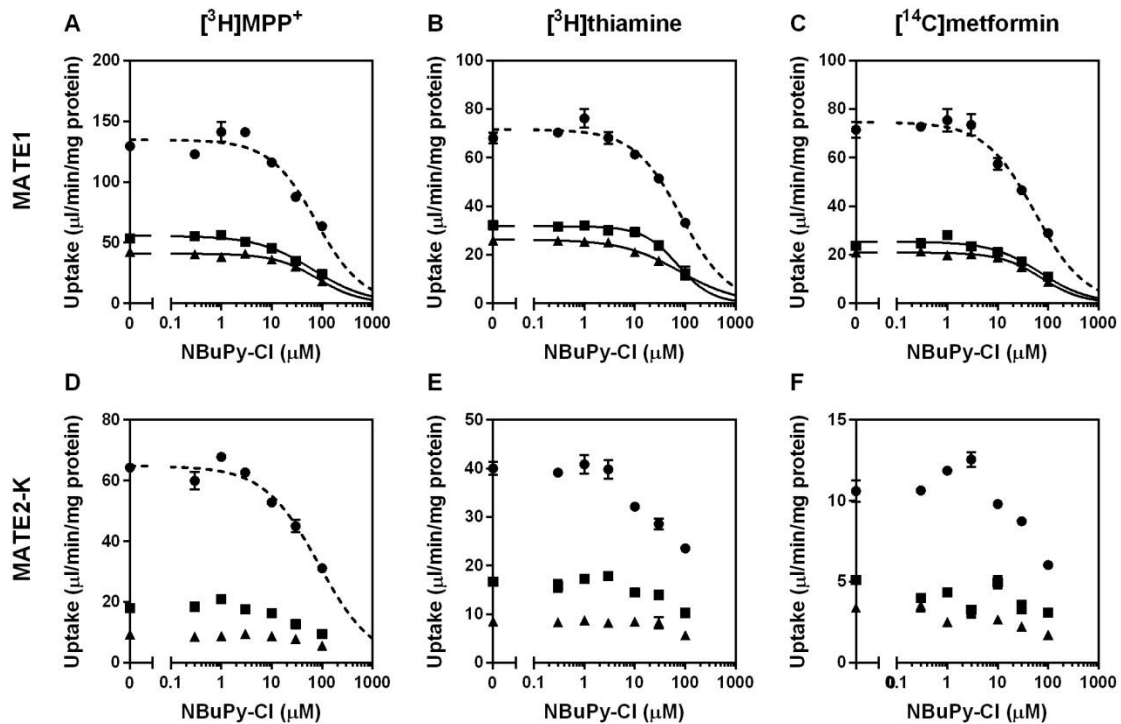 A [³H]MPP⁺ B [³H]thiamine C [¹⁴C]metformin
MATE1
Uptake (µl/min/mg protein)
200
150
100
50
0
0 0.1 1 10 100 1000
NBuPy-Cl (µM)
Uptake (µl/min/mg protein)
100
80
60
40
20
0
0 0.1 1 10 100 1000
NBuPy-Cl (µM)
Uptake (µl/min/mg protein)
100
80
60
40
20
0
0 0.1 1 10 100 1000
NBuPy-Cl (µM)
D E F
MATE2-K
Uptake (µl/min/mg protein)
80
60
40
20
0
0 0.1 1 10 100 1000
NBuPy-Cl (µM)
Uptake (µl/min/mg protein)
50
40
30
20
10
0
0 0.1 1 10 100 1000
NBuPy-Cl (µM)
Uptake (µl/min/mg protein)
15
10
5
0
0 0.1 1 10 100 1000
NBuPy-Cl (µM)